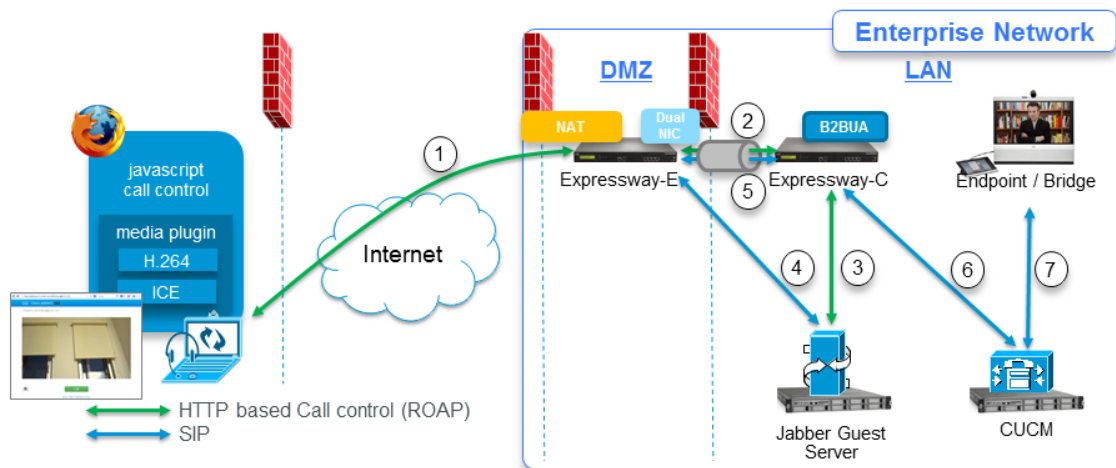 Enterprise Network
DMZ
LAN
NAT
Dual
NIC
2
B2BUA
javascript
call control
1
Expressway-E
5
Expressway-C
Endpoint / Bridge
media plugin
H.264
ICE
Internet
4
3
6
7
HTTP based Call control (ROAP)
SIP
Jabber Guest
Server
CUCM